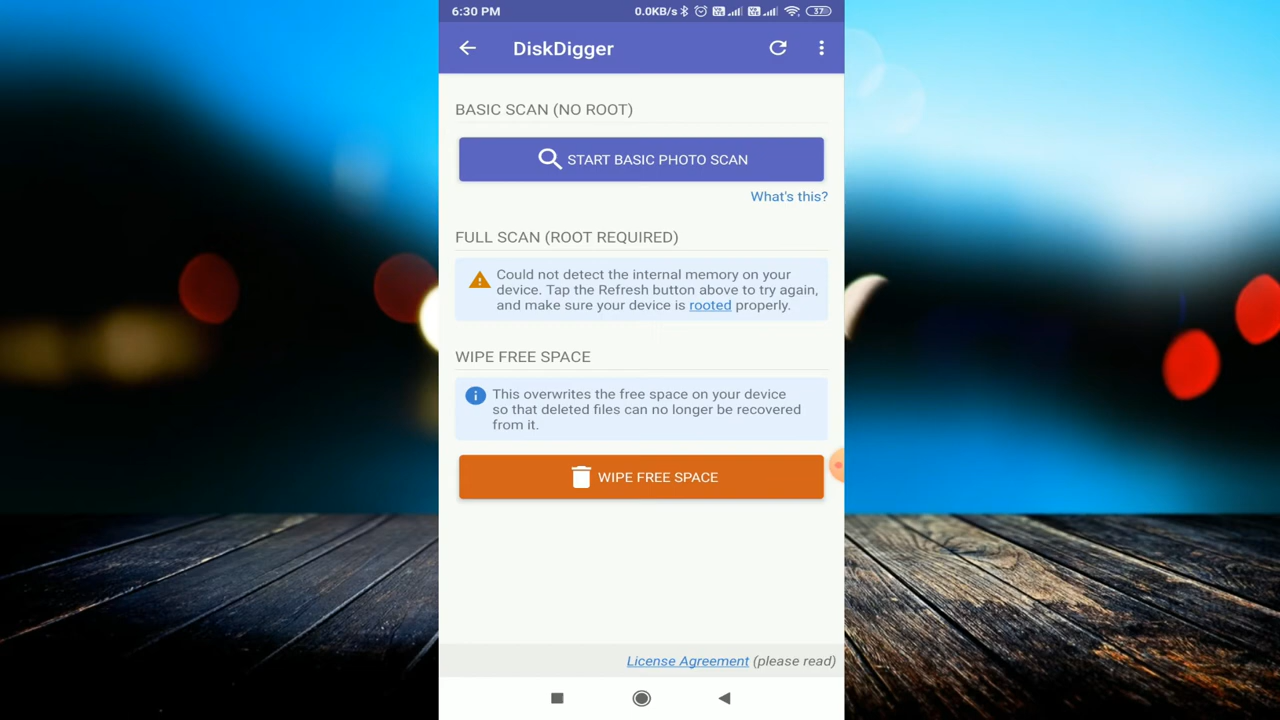 6:30 PM 0.0KB/s 37
DiskDigger
BASIC SCAN (NO ROOT)
START BASIC PHOTO SCAN
What's this?
FULL SCAN (ROOT REQUIRED)
Could not detect the internal memory on your
device. Tap the Refresh button above to try again,
and make sure your device is rooted properly.
WIPE FREE SPACE
This overwrites the free space on your device
so that deleted files can no longer be recovered
from it.
WIPE FREE SPACE
License Agreement (please read)